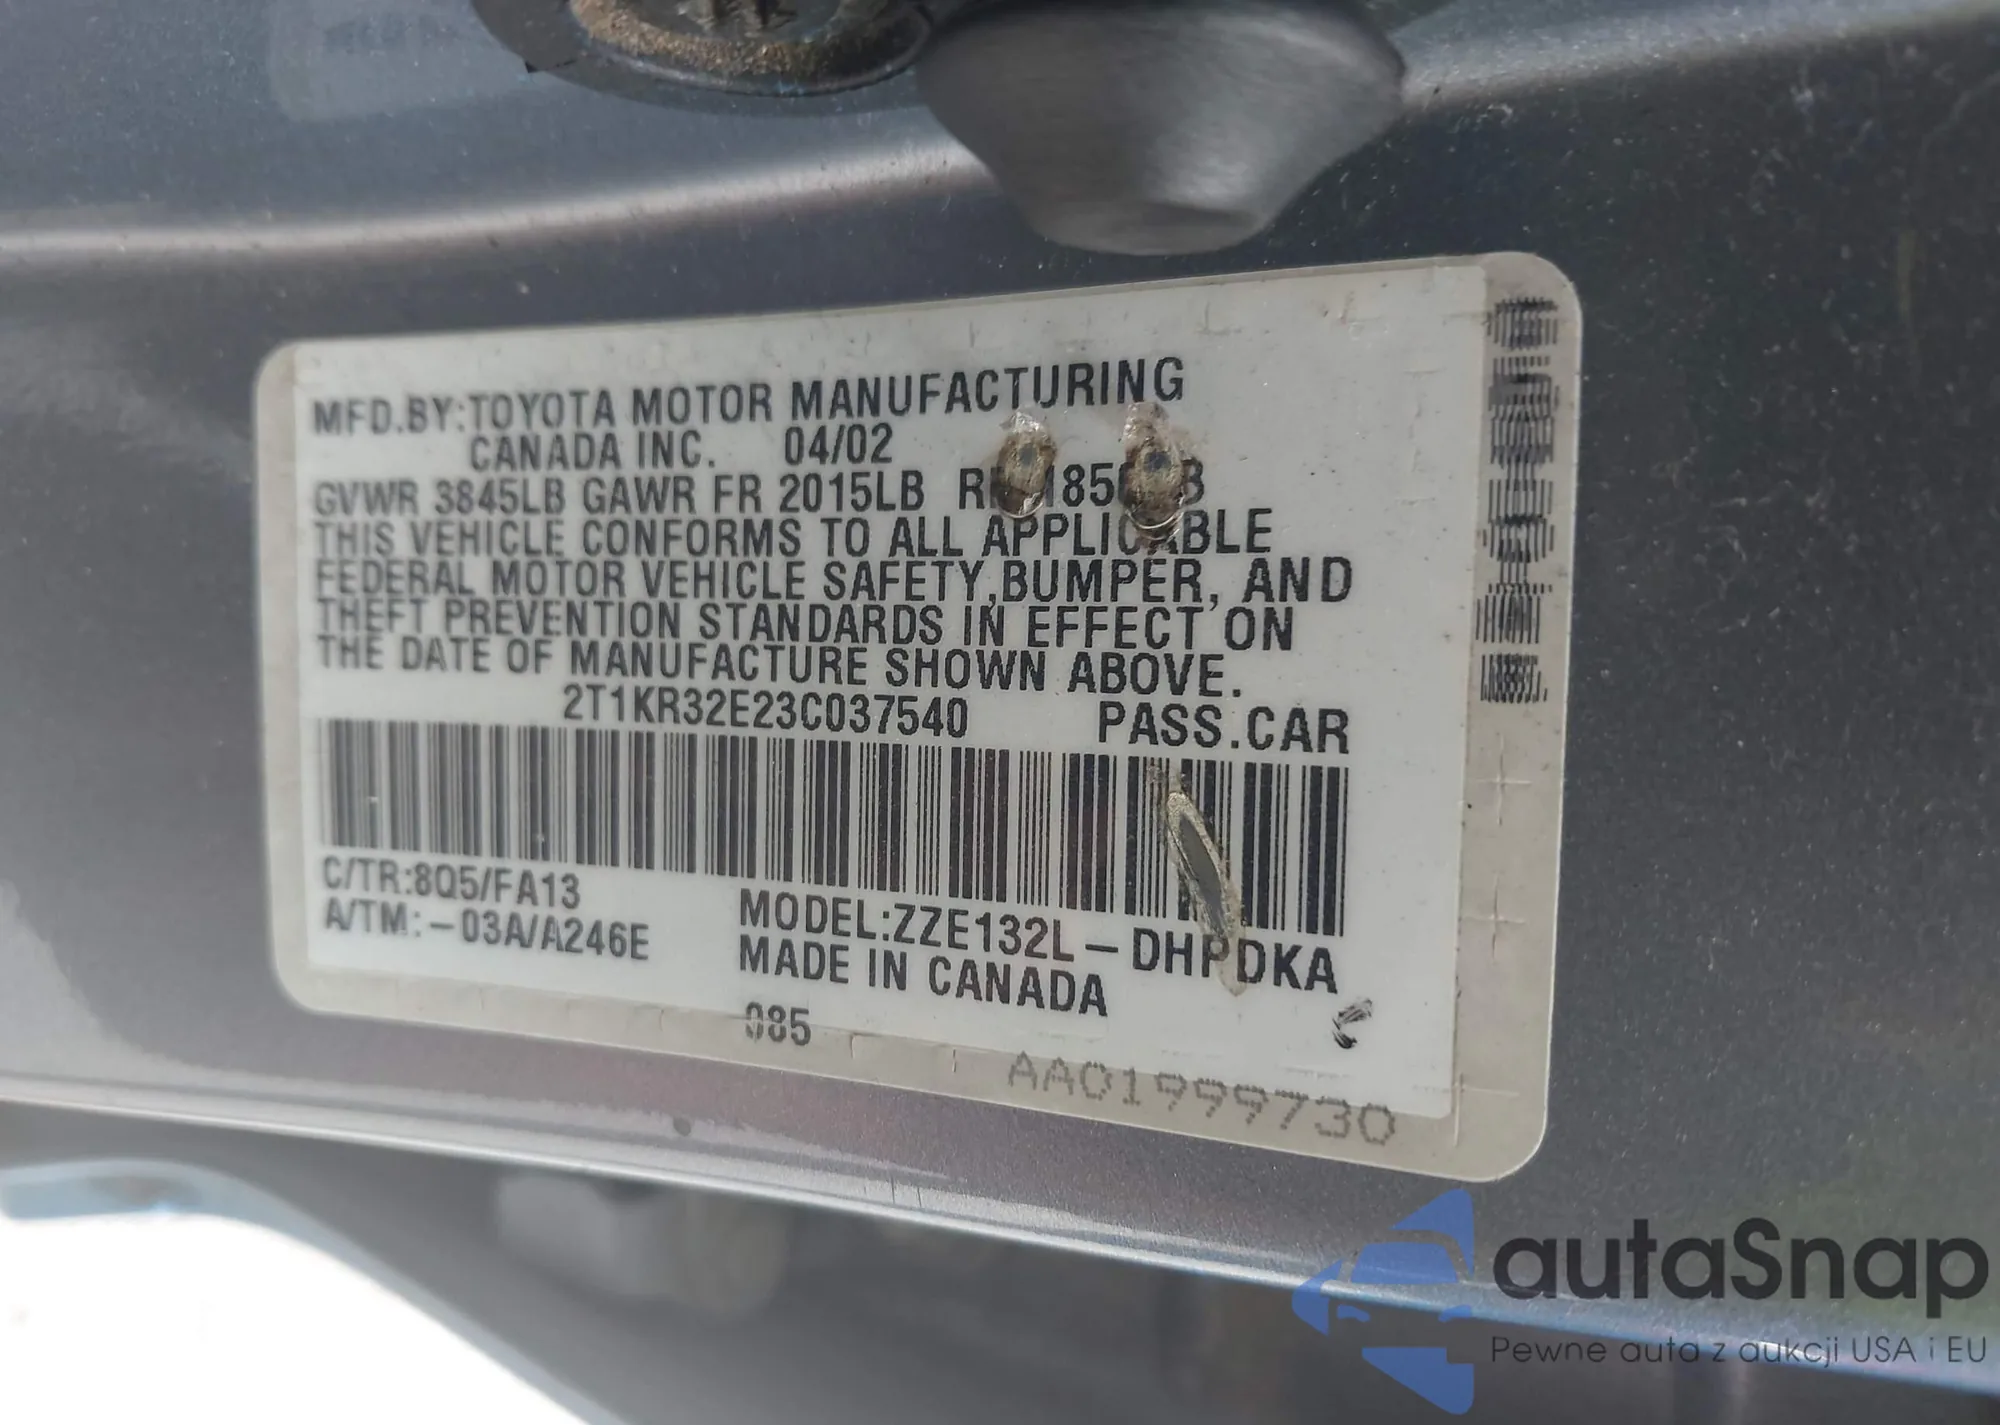 MFD.BY:TOYOTA MOTOR MANUFACTURING
CANADA INC. 04/02
GVWR 3845LB GAWR FR 2015LB
THIS VEHICLE CONFORMS TO ALL APPLICABLE
FEDERAL MOTOR VEHICLE SAFETY,BUMPER, AND
THEFT PREVENTION STANDARDS IN EFFECT ON
THE DATE OF MANUFACTURE SHOWN ABOVE.
2T1KR32E23C037540 PASS.CAR
C/TR:8Q5/FA13
A/TM:-03A/A246E
MODEL:ZZE132L-DHPDKA
MADE IN CANADA
085
AA01999730
autaSnap
Pewne auta z aukcji USA i EU